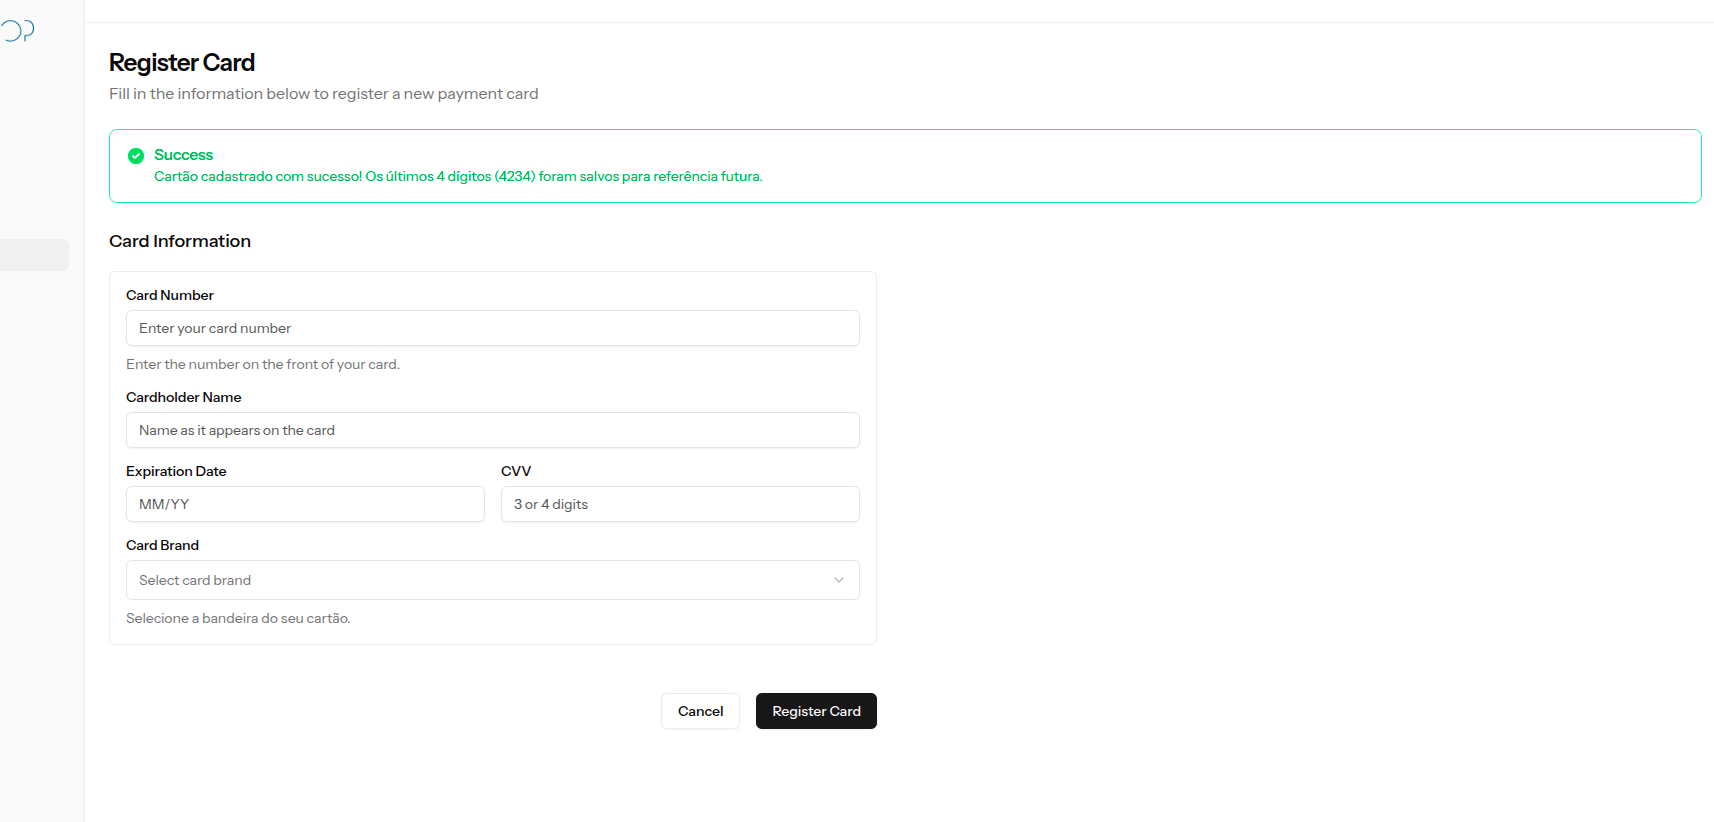 Register Card
Fill in the information below to register a new payment card
Success
Cartão cadastrado com sucesso! Os últimos 4 dígitos (4234) foram salvos para referência futura.
Card Information
Card Number
Enter your card number
Enter the number on the front of your card.
Cardholder Name
Name as it appears on the card
Expiration Date
CVV
MM/YY
3 or 4 digits
Card Brand
Select card brand
Selecione a bandeira do seu cartão.
Cancel
Register Card